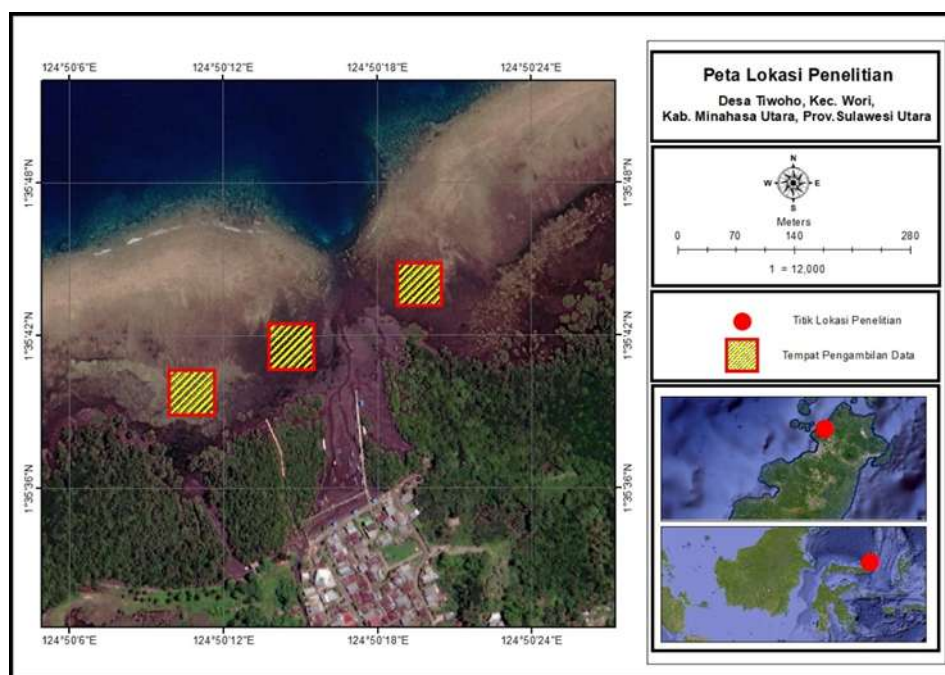 124°50'6"E 124°50'12"E 124°50'18"E 124°50'24"E
1°35'48"N 1°35'48"N
1°35'42"N 1°35'42"N
1°35'36"N 1°35'36"N
124°50'6"E 124°50'12"E 124°50'18"E 124°50'24"E
Peta Lokasi Penelitian
Desa Tiwoho, Kec. Wori,
Kab. Minahasa Utara, Prov.Sulawesi Utara
N
W E
S
Meters
0 70 140 280
1 = 12,000
Titik Lokasi Penelitian
Tempat Pengambilan Data